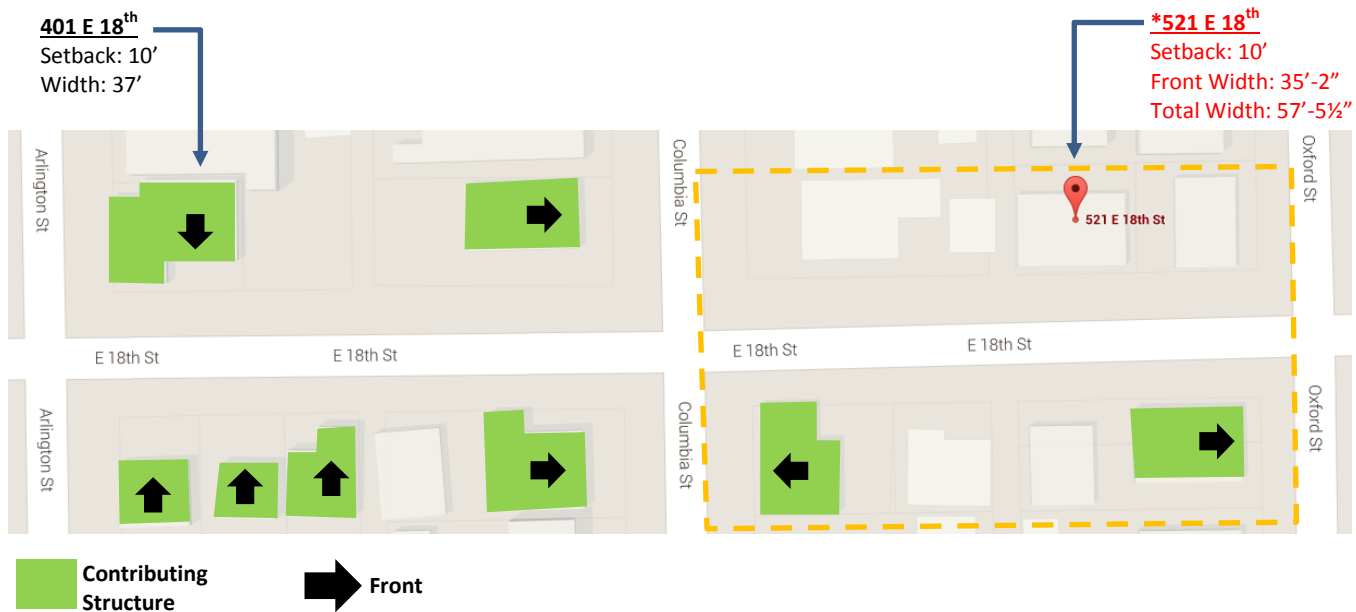 401 E 18th
Setback: 10’
Width: 37’
*521 E 18th
Setback: 10’
Front Width: 35’-2”
Total Width: 57’-5½”
Arlington St
Columbia St
Oxford St
521 E 18th St
E 18th St
E 18th St
E 18th St
E 18th St
Arlington St
Columbia St
Oxford St
Contributing
Structure
Front